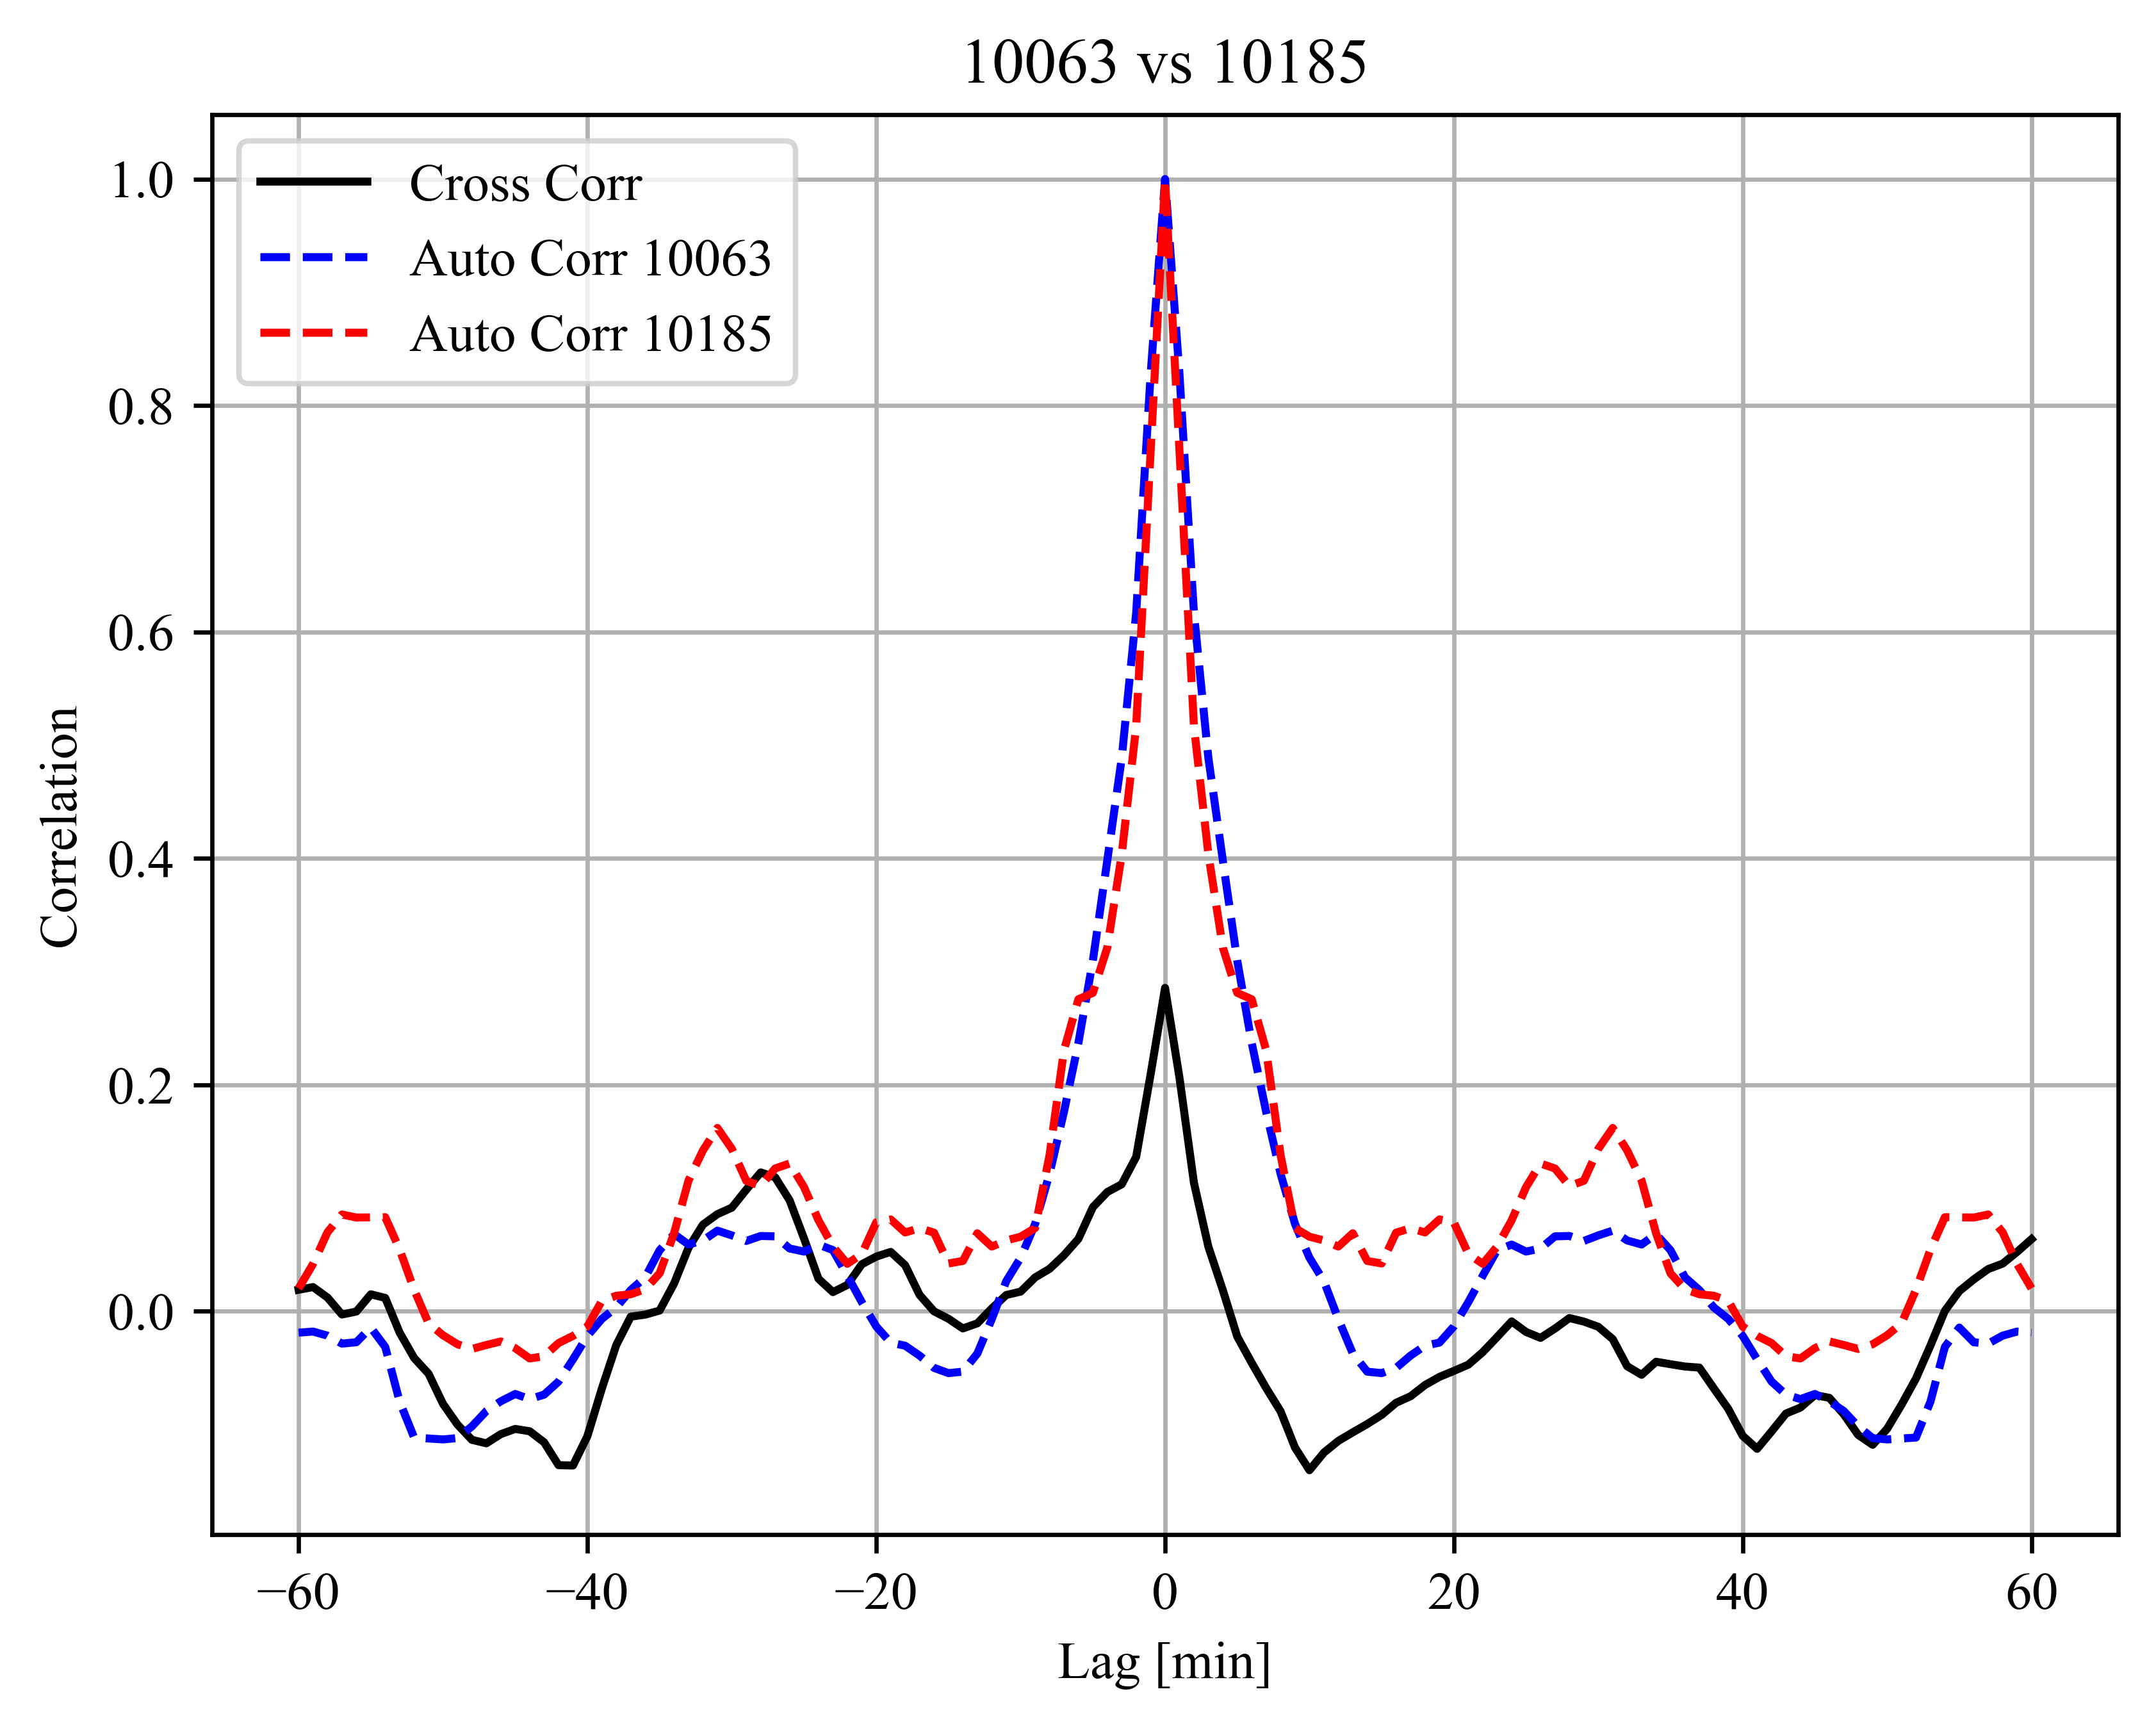 10063 vs 10185
Cross Corr
Auto Corr 10063
Auto Corr 10185
1.0
0.8
0.6
0.4
0.2
0.0
Correlation
−60 −40 −20 0 20 40 60
Lag [min]